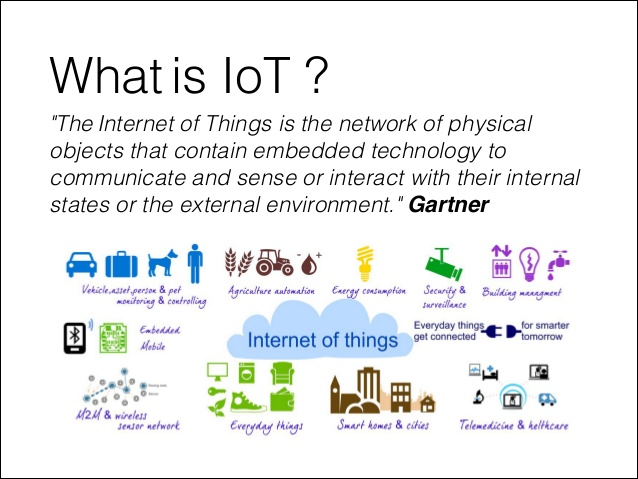 What is IoT ?
"The Internet of Things is the network of physical
objects that contain embedded technology to
communicate and sense or interact with their internal
states or the external environment." Gartner
Vehicle,asset,person & pet
monitoring & controlling
Agriculture automation
Energy consumption
Security &
surveillance
Building managment
Embedded
Mobile
Internet of things
Everyday things
get connected
for smarter
tomorrow
M2M & wireless
sensor network
Everyday things
Smart homes & cities
Telemedicine & helthcare